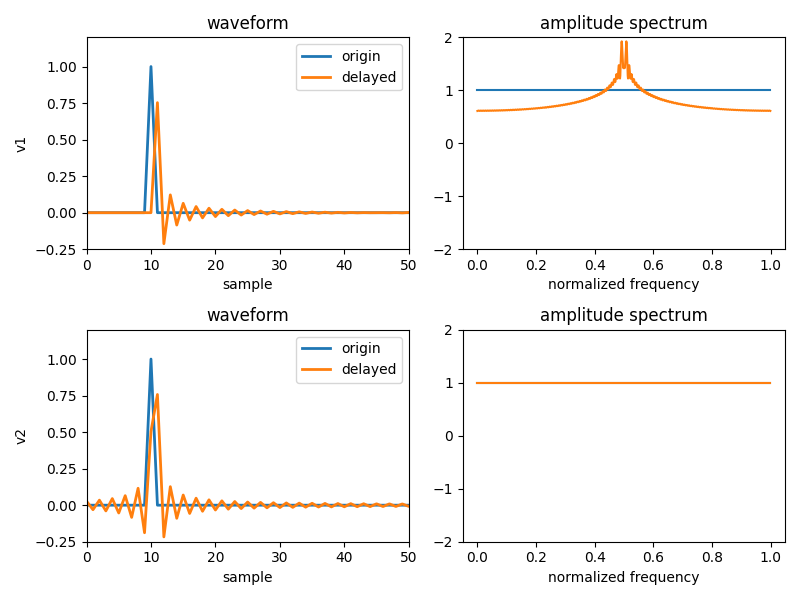 waveform
1.00
0.75
0.50
0.25
0.00
−0.25
v1
origin
delayed
0 10 20 30 40 50
sample
amplitude spectrum
2
1
0
−1
−2
0.0 0.2 0.4 0.6 0.8 1.0
normalized frequency
waveform
1.00
0.75
0.50
0.25
0.00
−0.25
v2
origin
delayed
0 10 20 30 40 50
sample
amplitude spectrum
2
1
0
−1
−2
0.0 0.2 0.4 0.6 0.8 1.0
normalized frequency